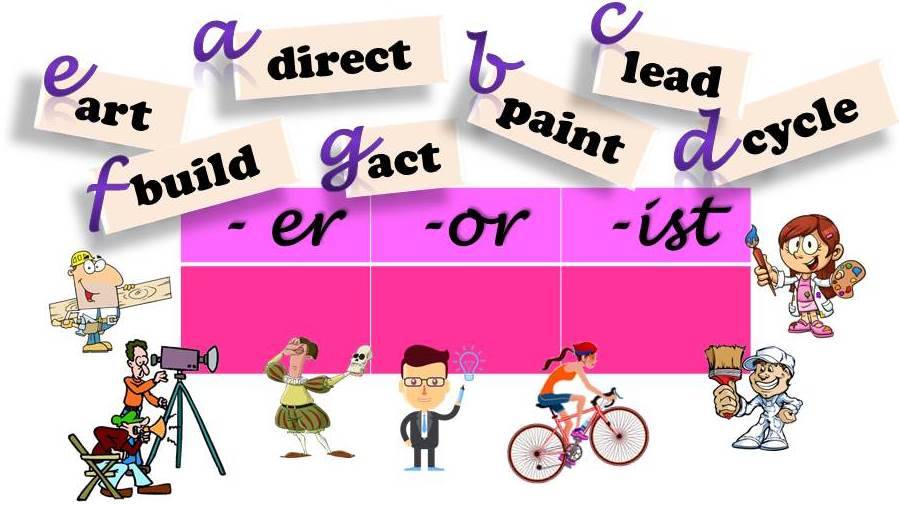 a direct
b paint
c lead
d cycle
e art
f build
g act
- er
-or
-ist